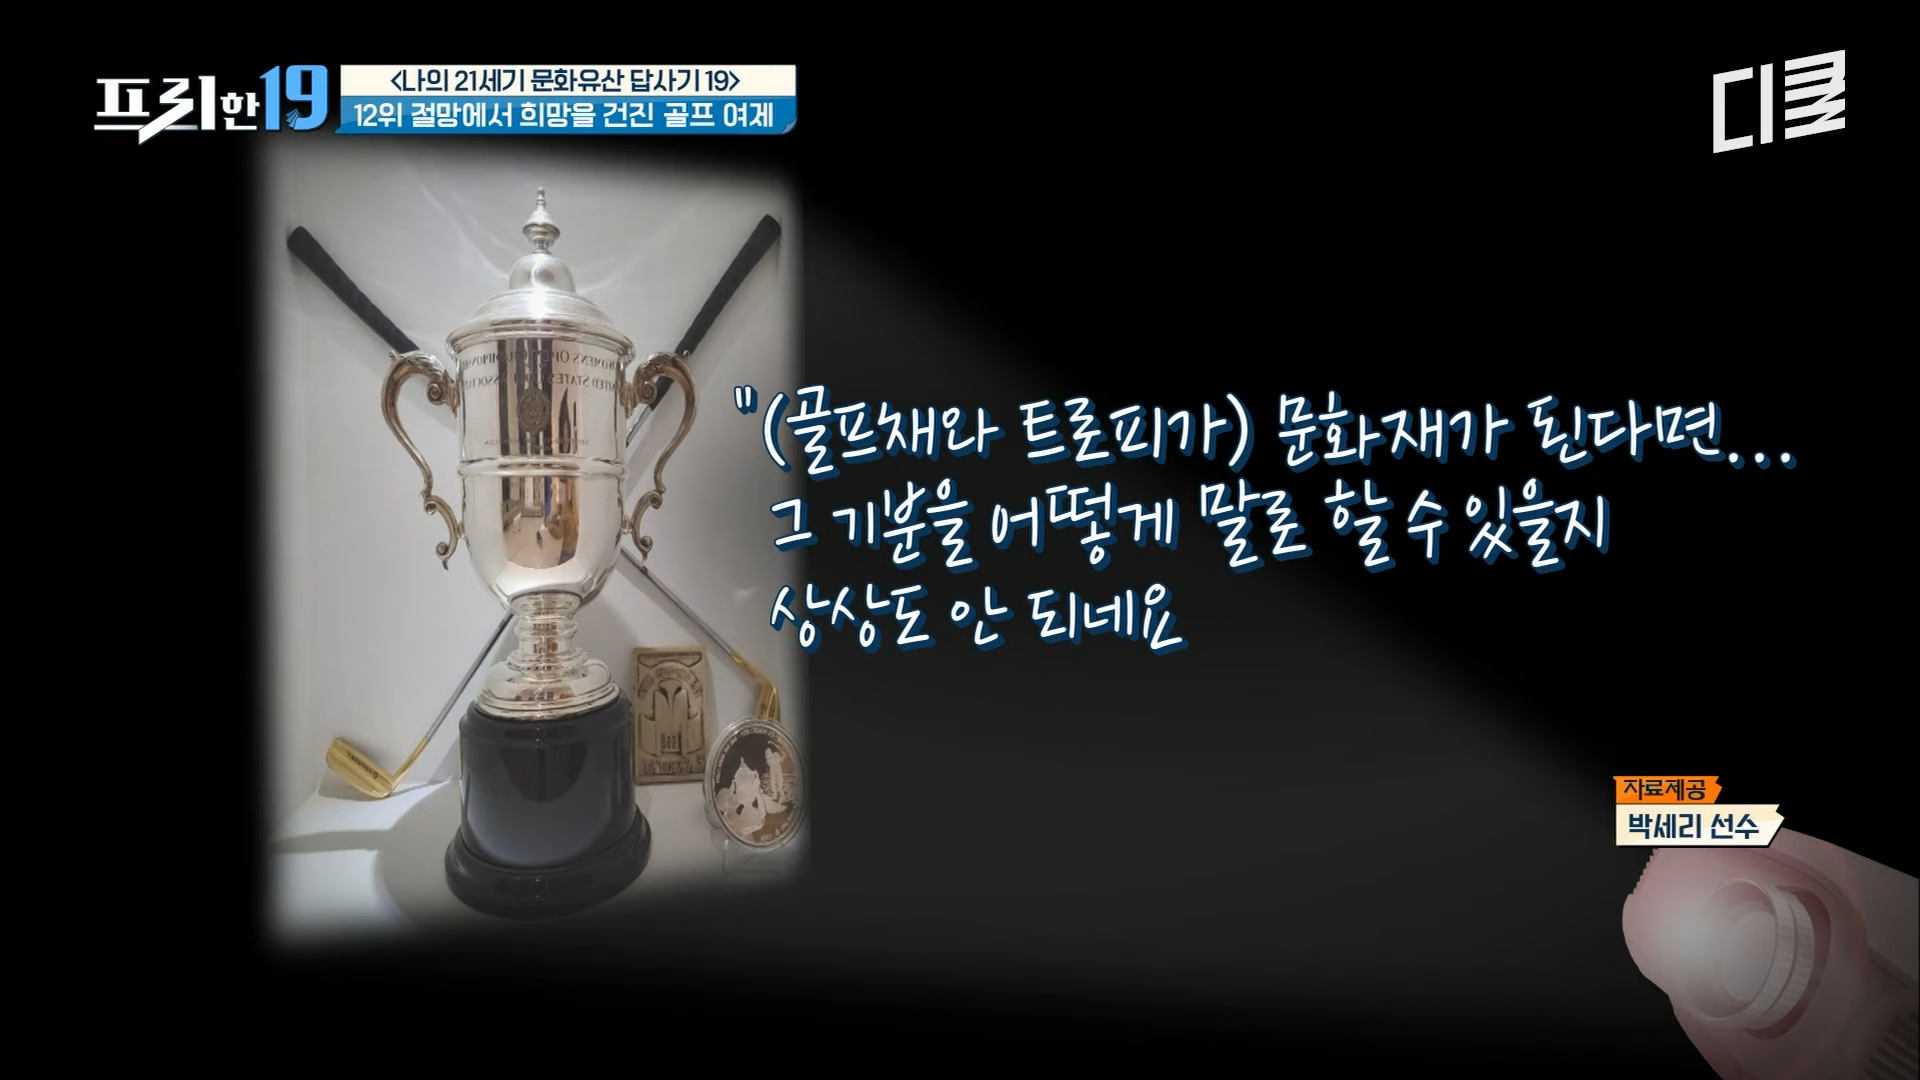 프리한19
<나의 21세기 문화유산 답사기 19>
12위 절망에서 희망을 건진 골프 여제
디글
"(골프채와 트로피가) 문화재가 된다면...
그 기분을 어떻게 말로 할 수 있을지
상상도 안 되네요
자료제공
박세리 선수